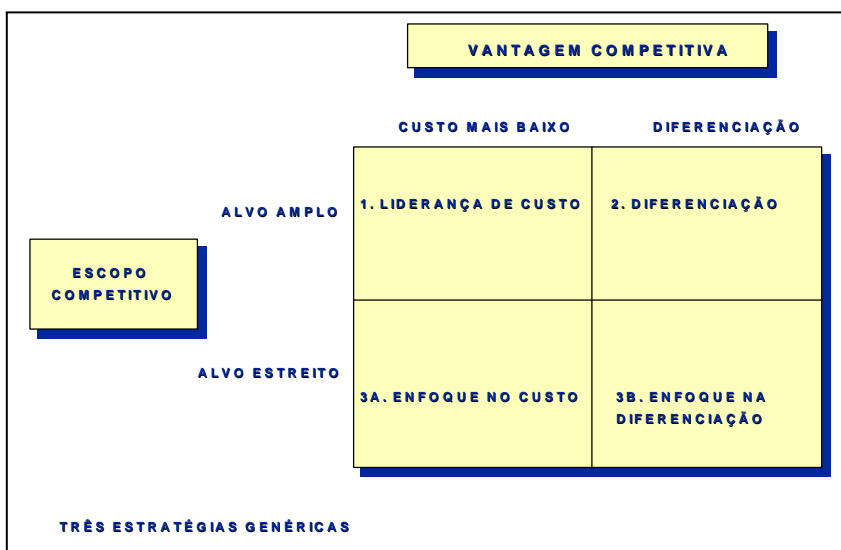 VANTAGEM COMPETITIVA
CUSTO MAIS BAIXO
DIFERENCIAÇÃO
ALVO AMPLO
1. LIDERANÇA DE CUSTO
2. DIFERENCIAÇÃO
ESCOPO
COMPETITIVO
ALVO ESTREITO
3A. ENFOQUE NO CUSTO
3B. ENFOQUE NA
DIFERENCIAÇÃO
TRÊS ESTRATÉGIAS GENÉRICAS